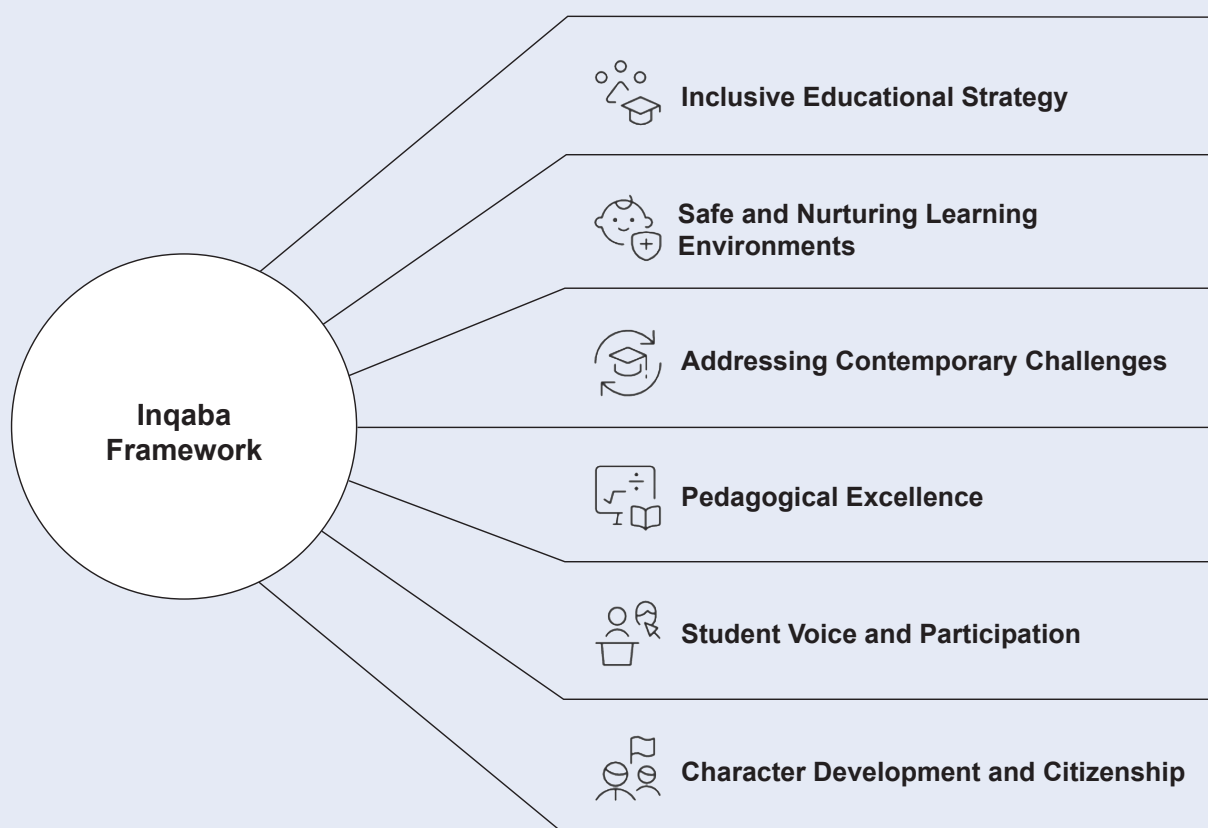 Inclusive Educational Strategy
Safe and Nurturing Learning
Environments
Addressing Contemporary Challenges
Inqaba
Framework
Pedagogical Excellence
Student Voice and Participation
Character Development and Citizenship